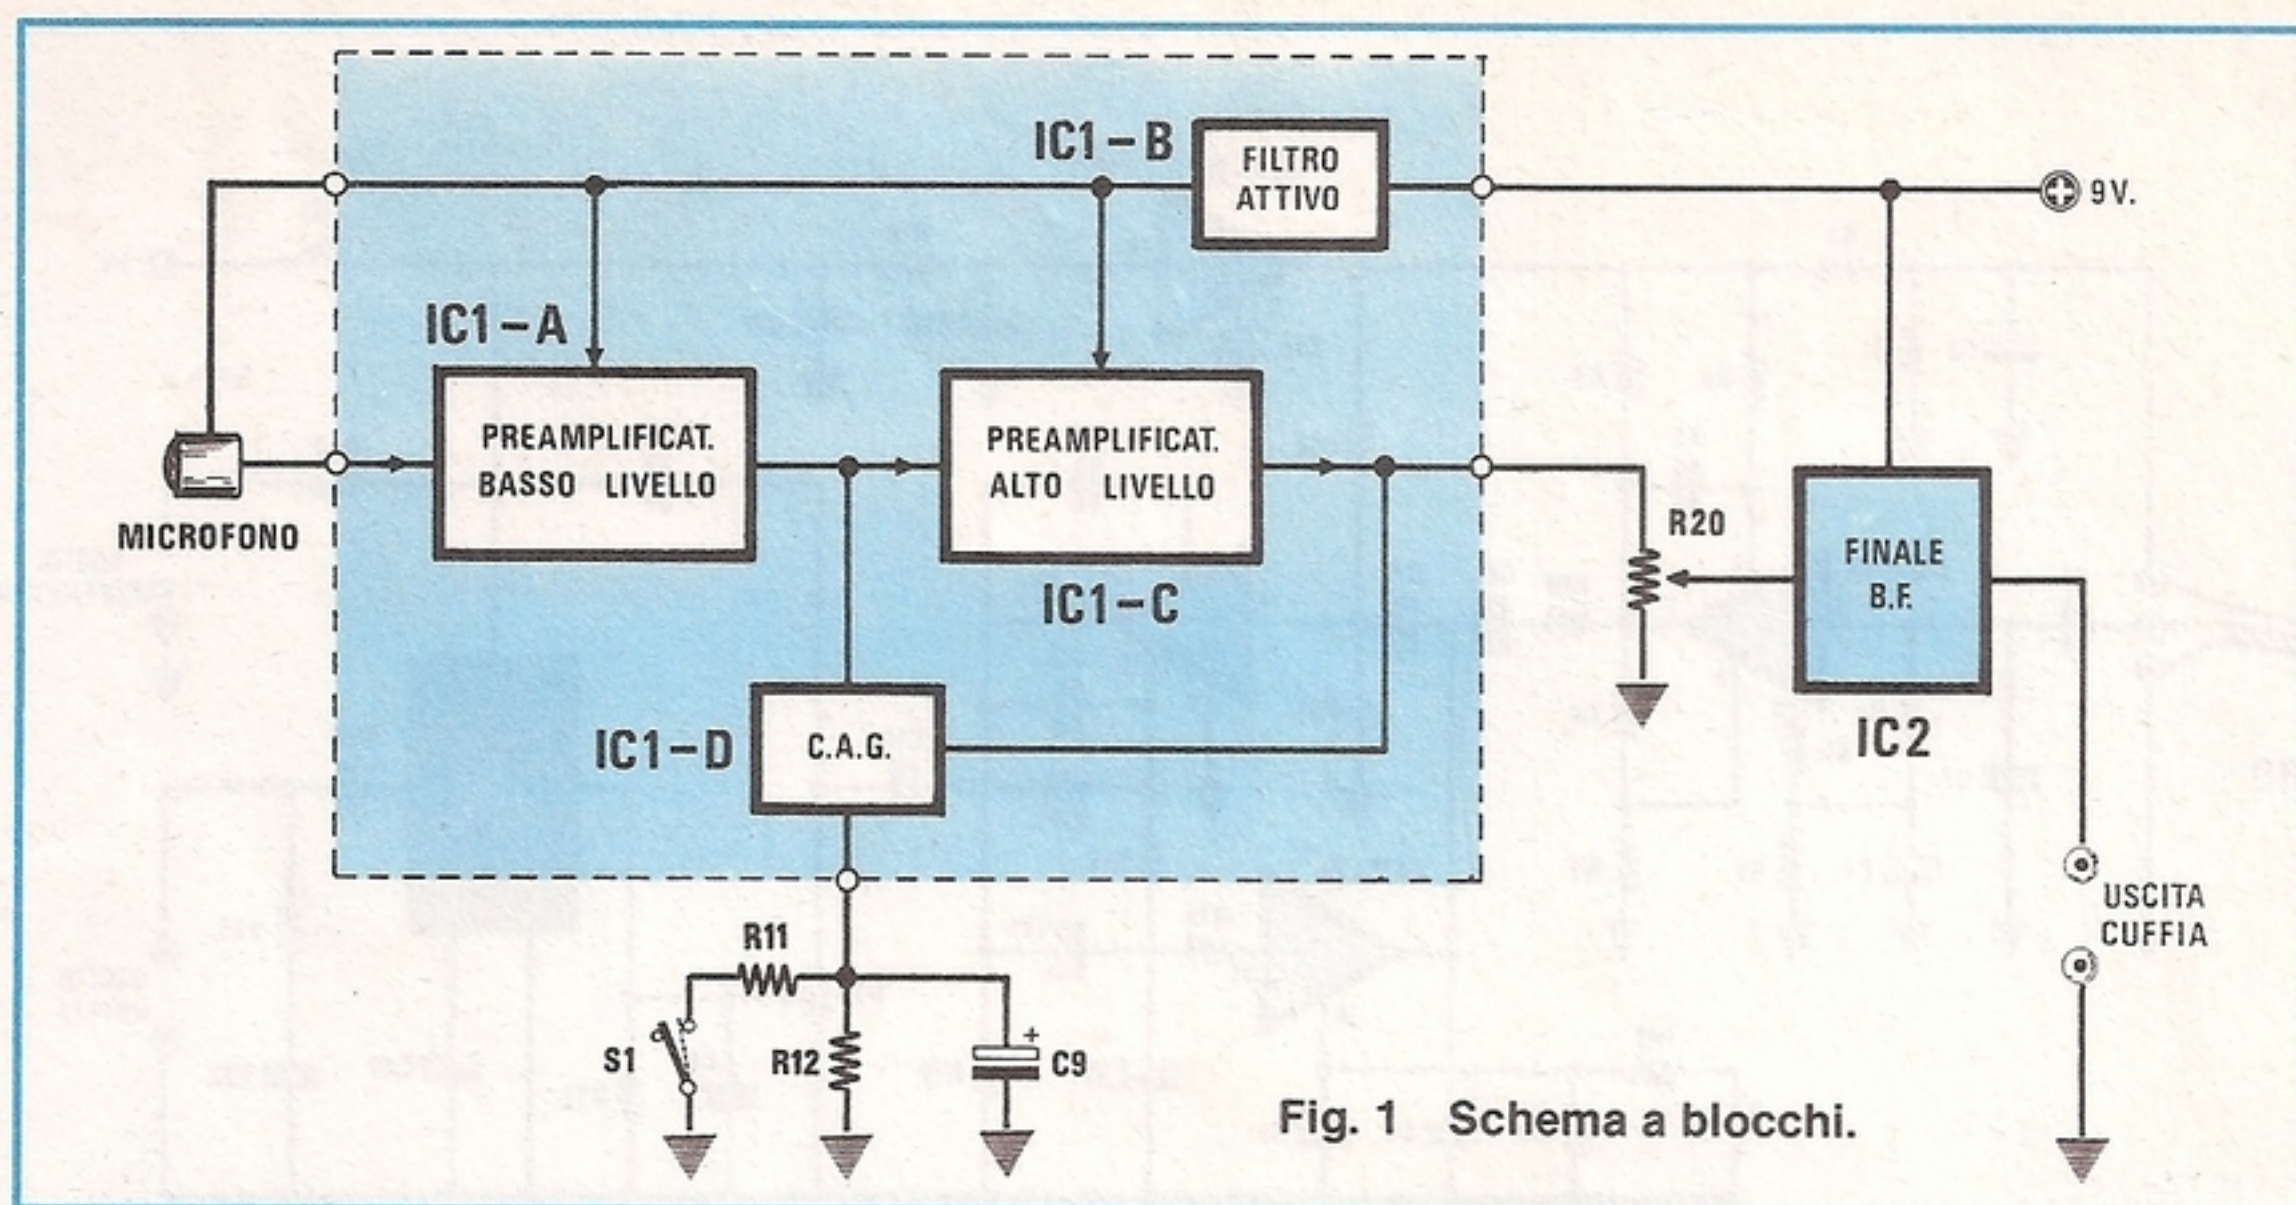 IC1-B
FILTRO
ATTIVO
9V.
IC1-A
PREAMPLIFICAT.
BASSO LIVELLO
PREAMPLIFICAT.
ALTO LIVELLO
MICROFONO
R20
FINALE
B.F.
IC1-C
IC2
IC1-D
C.A.G.
USCITA
CUFFIA
R11
S1
R12
+
C9
Fig. 1 Schema a blocchi.